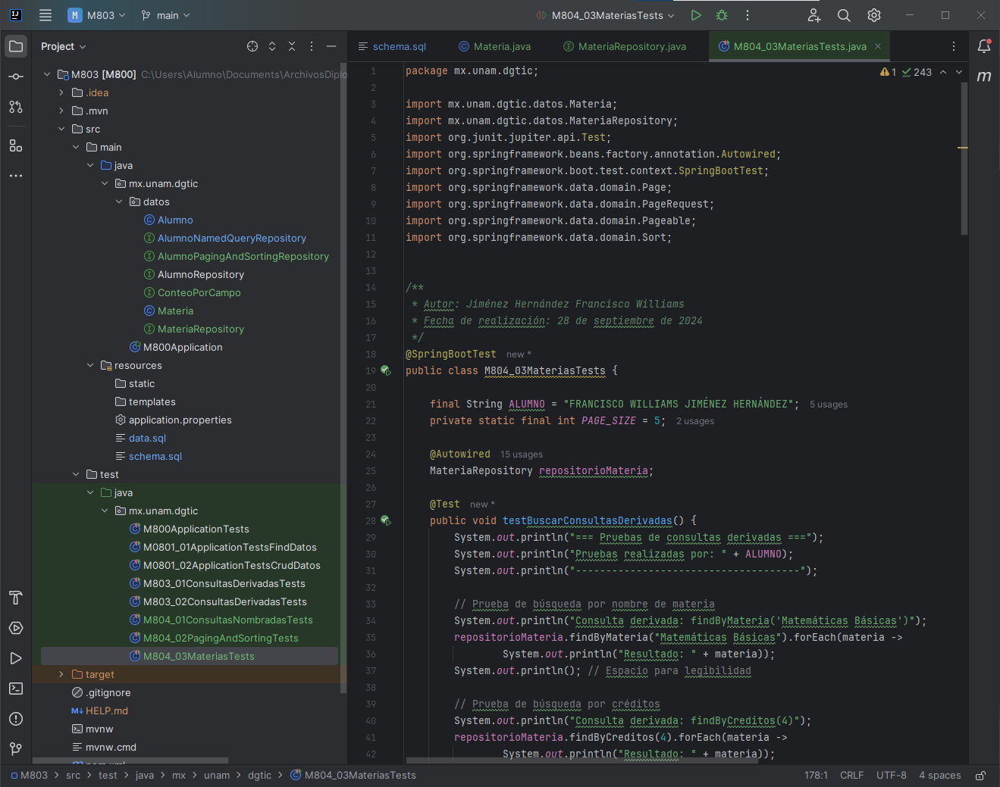 M M803 main M804_03MateriasTests
Project
schema.sql Materia.java MateriaRepository.java M804_03MateriasTests.java
M803 [M800] C:\Users\Alumno\Documents\ArchivosDiplo
.idea
.mvn
src
main
java
mx.unam.dgtic
datos
Alumno
AlumnoNamedQueryRepository
AlumnoPagingAndSortingRepository
AlumnoRepository
ConteoPorCampo
Materia
MateriaRepository
M800Application
resources
static
templates
application.properties
data.sql
schema.sql
test
java
mx.unam.dgtic
M800ApplicationTests
M0801_01ApplicationTestsFindDatos
M0801_02ApplicationTestsCrudDatos
M803_01ConsultasDerivadasTests
M803_02ConsultasDerivadasTests
M804_01ConsultasNombradasTests
M804_02PagingAndSortingTests
M804_03MateriasTests
target
.gitignore
M↓ HELP.md
mvnw
mvnw.cmd
pom.xml
1 package mx.unam.dgtic;
1 243
2
3 import mx.unam.dgtic.datos.Materia;
4 import mx.unam.dgtic.datos.MateriaRepository;
5 import org.junit.jupiter.api.Test;
6 import org.springframework.beans.factory.annotation.Autowired;
7 import org.springframework.boot.test.context.SpringBootTest;
8 import org.springframework.data.domain.Page;
9 import org.springframework.data.domain.PageRequest;
10 import org.springframework.data.domain.Pageable;
11 import org.springframework.data.domain.Sort;
12
13
14 /**
15 * Autor: Jiménez Hernández Francisco Williams
16 * Fecha de realización: 28 de septiembre de 2024
17 */
18 @SpringBootTest new *
19 public class M804_03MateriasTests {
20
21 final String ALUMNO = "FRANCISCO WILLIAMS JIMÉNEZ HERNÁNDEZ"; 5 usages
22 private static final int PAGE_SIZE = 5; 2 usages
23
24 @Autowired 15 usages
25 MateriaRepository repositorioMateria;
26
27 @Test new *
28 public void testBuscarConsultasDerivadas() {
29 System.out.println("=== Pruebas de consultas derivadas ===");
30 System.out.println("Pruebas realizadas por: " + ALUMNO);
31 System.out.println("-------------------------------------");
32
33 // Prueba de búsqueda por nombre de materia
34 System.out.println("Consulta derivada: findByMateria('Matemáticas Básicas')");
35 repositorioMateria.findByMateria("Matemáticas Básicas").forEach(materia ->
36 System.out.println("Resultado: " + materia));
37 System.out.println(); // Espacio para legibilidad
38
39 // Prueba de búsqueda por créditos
40 System.out.println("Consulta derivada: findByCreditos(4)");
41 repositorioMateria.findByCreditos(4).forEach(materia ->
42 System.out.println("Resultado: " + materia));
m
M803 > src > test > java > mx > unam > dgtic > M804_03MateriasTests
178:1 CRLF UTF-8 4 spaces